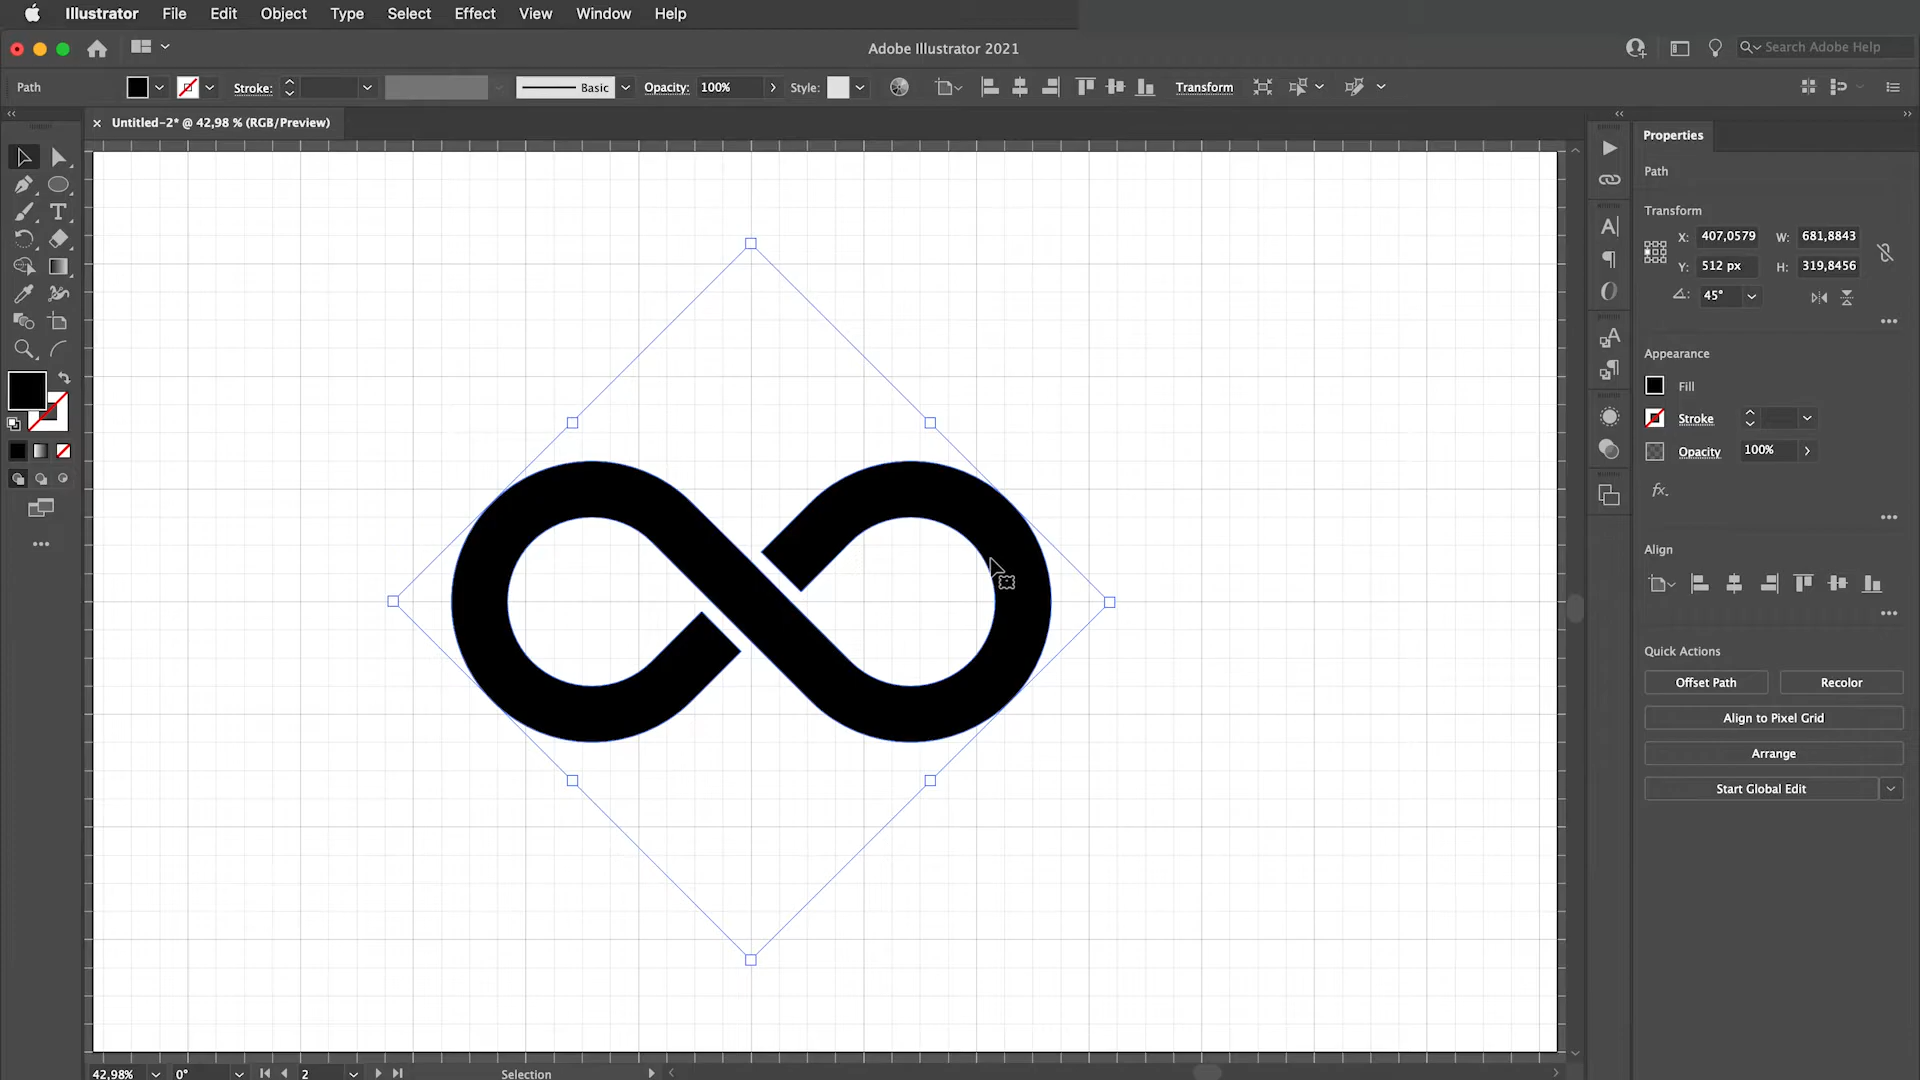 Illustrator File Edit Object Type Select Effect View Window Help
Adobe Illustrator 2021
Search Adobe Help
Path Stroke: Basic Opacity: 100% Style: Transform
Untitled-2* @ 42,98 % (RGB/Preview)
Properties
Path
Transform
X: 407,0579 W: 681,8843
Y: 512 px H: 319,8456
45°
Appearance
Fill
Stroke
Opacity 100%
fx.
Align
Quick Actions
Offset Path Recolor
Align to Pixel Grid
Arrange
Start Global Edit
42,98% 0° 2 Selection